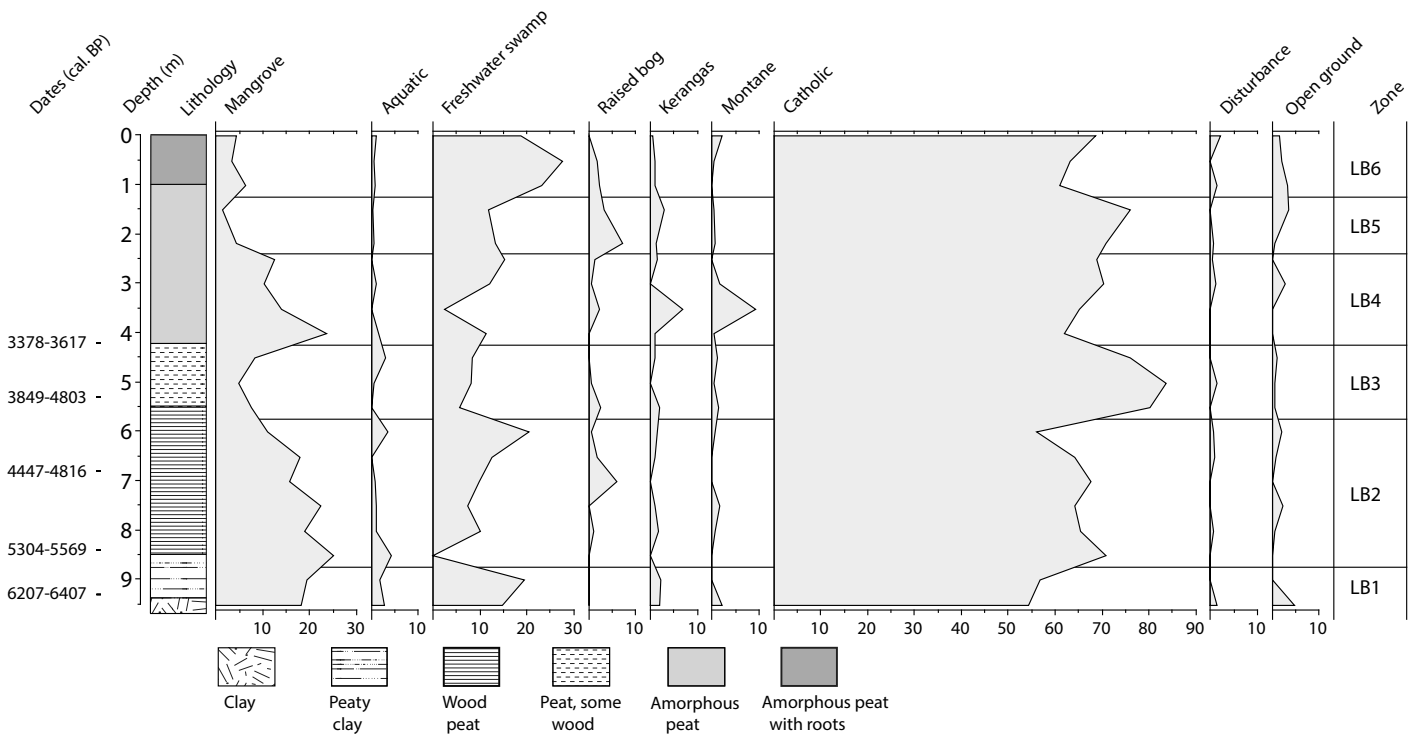 Dates (cal. BP)
Depth (m)
Lithology
Mangrove
Aquatic
Freshwater swamp
Raised bog
Kerangas
Montane
Catholic
Disturbance
Open ground
Zone
0
1
2
3
4
5
6
7
8
9
3378-3617 -
3849-4803 -
4447-4816 -
5304-5569 -
6207-6407 -
LB6
LB5
LB4
LB3
LB2
LB1
10 20 30 10 10 20 30 10 10 10 10 20 30 40 50 60 70 80 90 10 10
Clay
Peaty
clay
Wood
peat
Peat, some
wood
Amorphous
peat
Amorphous peat
with roots